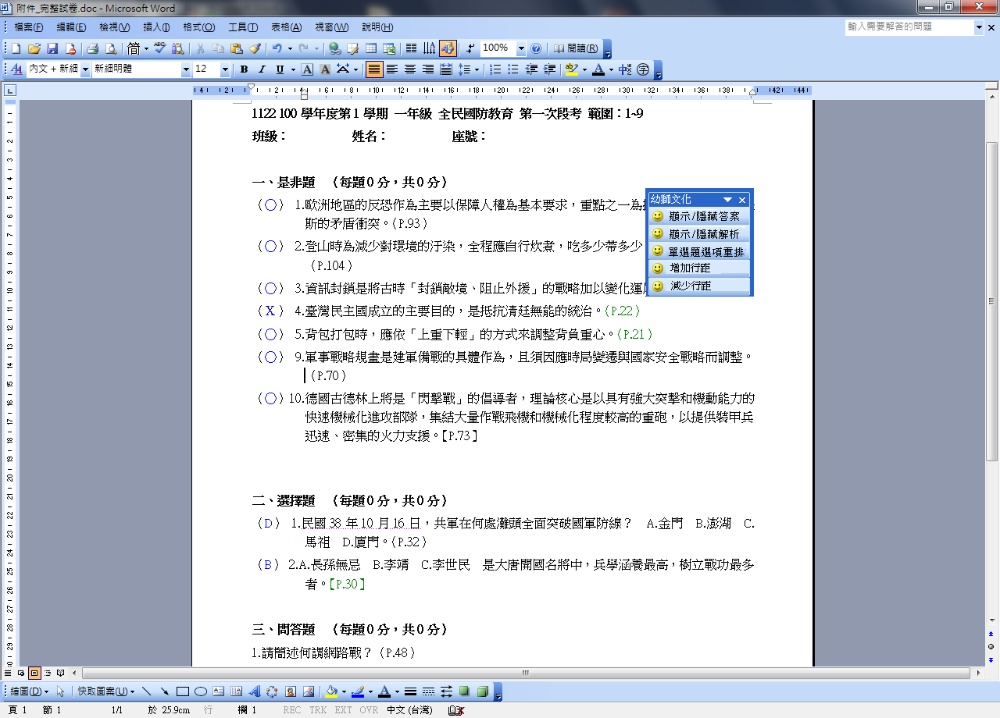 附件_完整試卷.doc - Microsoft Word
檔案(F) 編輯(E) 檢視(V) 插入(I) 格式(O) 工具(T) 表格(A) 視窗(W) 說明(H) 輸入需要解答的問題
簡 100% 閱讀(R)
內文 + 新細 新細明體 12 B I U A A 中 字
1122 100 學年度第 1 學期 一年級 全民國防教育 第一次段考 範圍：1~9
班級： 姓名： 座號：
一、是非題 （每題 0 分，共 0 分）
（○） 1.歐洲地區的反恐作為主要以保障人權為基本要求，重點之一為
斯的矛盾衝突。（P.93）
（○） 2.登山時為減少對環境的汙染，全程應自行炊煮，吃多少帶多少
（P.104）
（○） 3.資訊封鎖是將古時「封鎖敵境、阻止外援」的戰略加以變化運
（X） 4.臺灣民主國成立的主要目的，是抵抗清廷無能的統治。（P.22）
（○） 5.背包打包時，應依「上重下輕」的方式來調整背負重心。（P.21）
（○） 9.軍事戰略規畫是建軍備戰的具體作為，且須因應時局變遷與國家安全戰略而調整。
（P.70）
（○）10.德國古德林上將是「閃擊戰」的倡導者，理論核心是以具有強大突擊和機動能力的
快速機械化進攻部隊，集結大量作戰飛機和機械化程度較高的重砲，以提供裝甲兵
迅速、密集的火力支援。【P.73】
幼獅文化
顯示/隱藏答案
顯示/隱藏解析
單選題選項重排
增加行距
減少行距
二、選擇題 （每題 0 分，共 0 分）
（D） 1.民國 38 年 10 月 16 日，共軍在何處灘頭全面突破國軍防線？ A.金門 B.澎湖 C.
馬祖 D.廈門。（P.32）
（B） 2.A.長孫無忌 B.李靖 C.李世民 是大唐開國名將中，兵學涵養最高，樹立戰功最多
者。【P.30】
三、問答題 （每題 0 分，共 0 分）
1.請簡述何謂網路戰？（P.48）
繪圖(D) 快取圖案(U)
頁 1 節 1 1/1 於 25.9cm 行 欄 1 REC TRK EXT OVR 中文 (台灣)